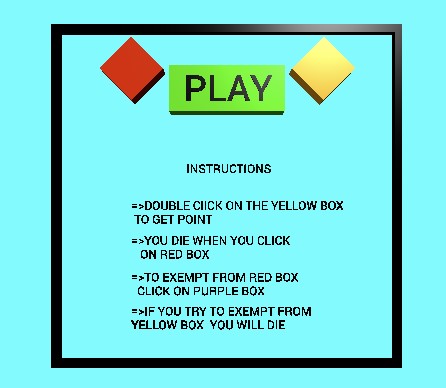 PLAY
INSTRUCTIONS
=>DOUBLE ClICK ON THE YELLOW BOX
TO GET POINT
=>YOU DIE WHEN YOU CLICK
ON RED BOX
=>TO EXEMPT FROM RED BOX
CLICK ON PURPLE BOX
=>IF YOU TRY TO EXEMPT FROM
YELLOW BOX YOU WILL DIE